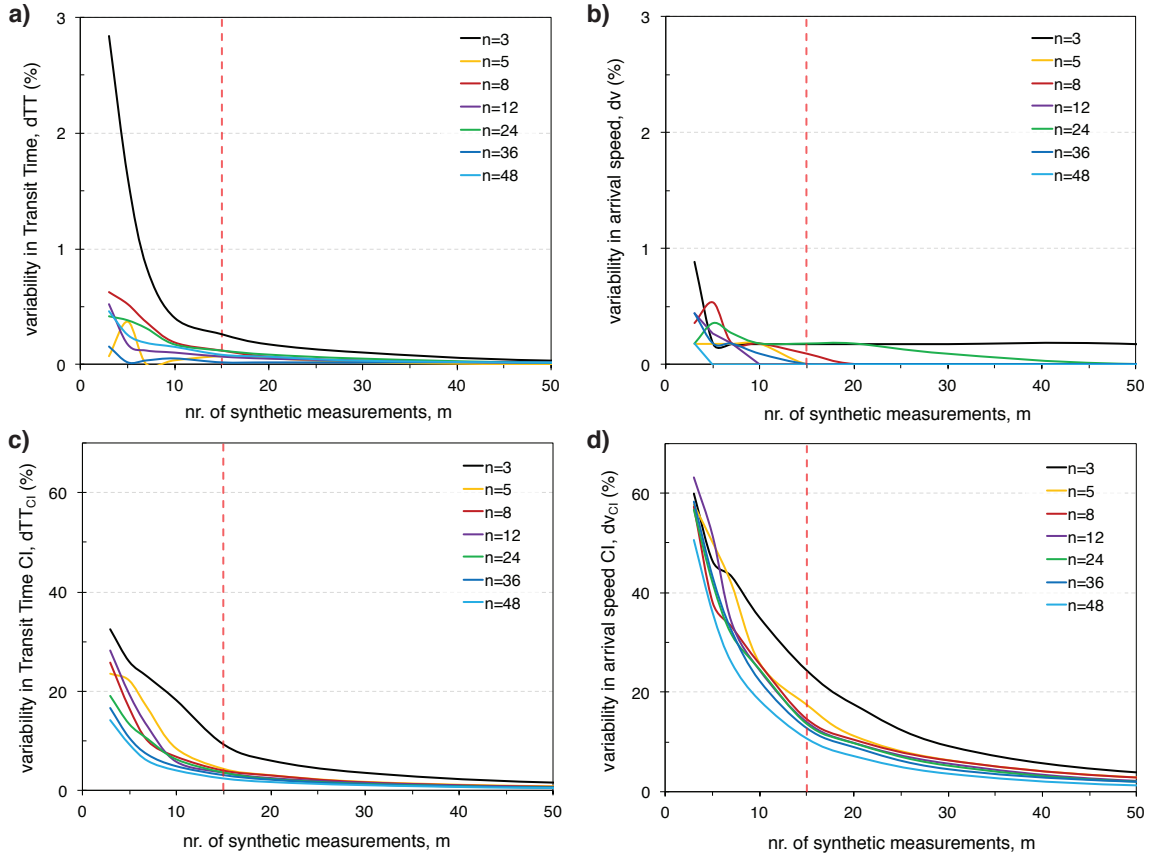 a)
variability in Transit Time, dTT (%)
3
2
1
0
n=3
n=5
n=8
n=12
n=24
n=36
n=48
0 10 20 30 40 50
nr. of synthetic measurements, m
b)
variability in arrival speed, dv (%)
3
2
1
0
n=3
n=5
n=8
n=12
n=24
n=36
n=48
0 10 20 30 40 50
nr. of synthetic measurements, m
c)
variability in Transit Time CI, dTTCI (%)
60
40
20
0
n=3
n=5
n=8
n=12
n=24
n=36
n=48
0 10 20 30 40 50
nr. of synthetic measurements, m
d)
variability in arrival speed CI, dvCI (%)
60
40
20
0
n=3
n=5
n=8
n=12
n=24
n=36
n=48
0 10 20 30 40 50
nr. of synthetic measurements, m